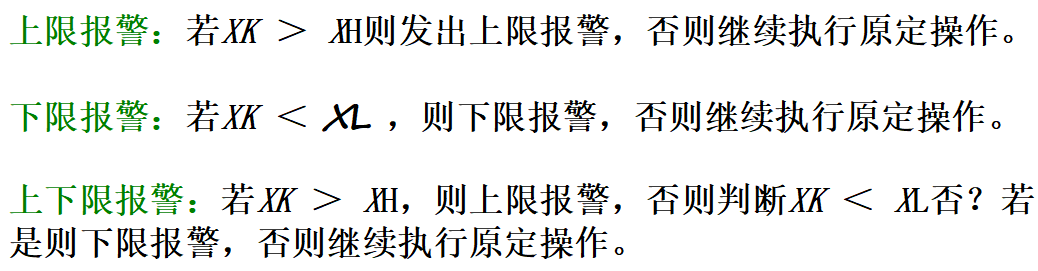 上限报警：若XK ＞ XH则发出上限报警，否则继续执行原定操作。
下限报警：若XK ＜ XL ，则下限报警，否则继续执行原定操作。
上下限报警：若XK ＞ XH，则上限报警，否则判断XK ＜ XL否？若
是则下限报警，否则继续执行原定操作。